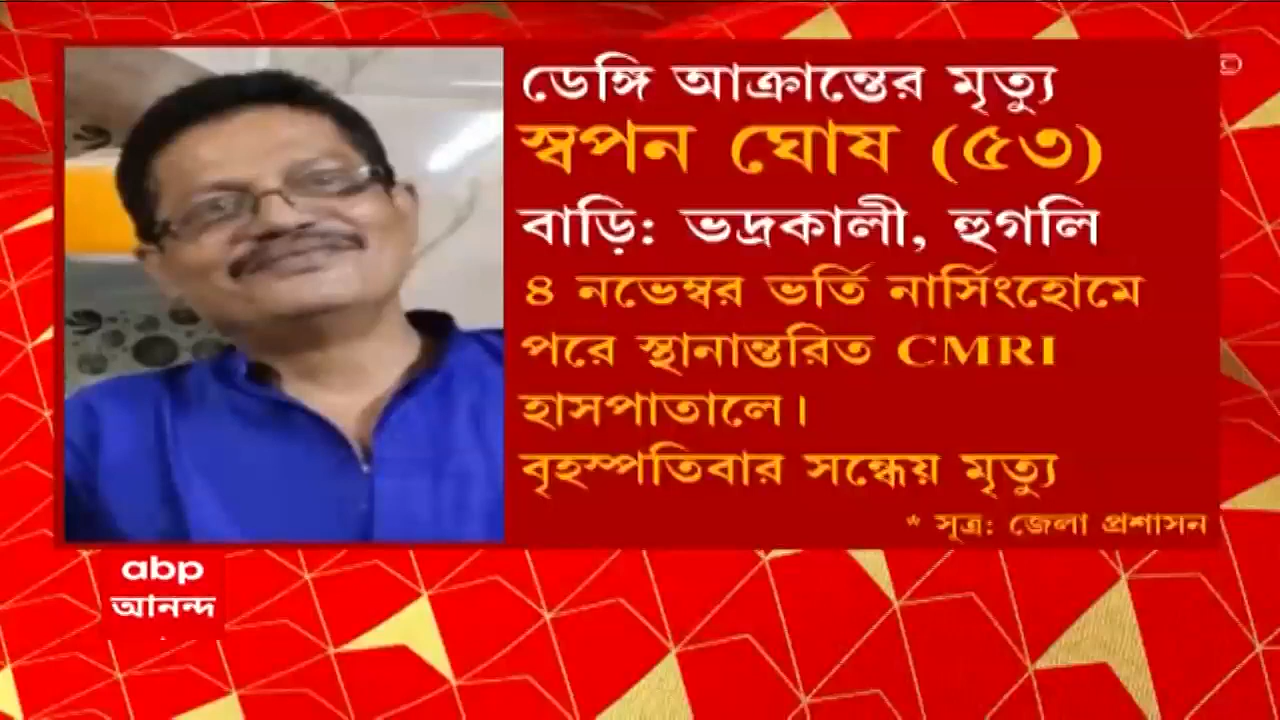 ডেঙ্গি আক্রান্তের মৃত্যু
স্বপন ঘোষ (৫৩)
বাড়ি: ভদ্রকালী, হুগলি
৪ নভেম্বর ভর্তি নার্সিংহোমে
পরে স্থানান্তরিত CMRI
হাসপাতালে।
বৃহস্পতিবার সন্ধেয় মৃত্যু
* সূত্র: জেলা প্রশাসন
abp
আনন্দ